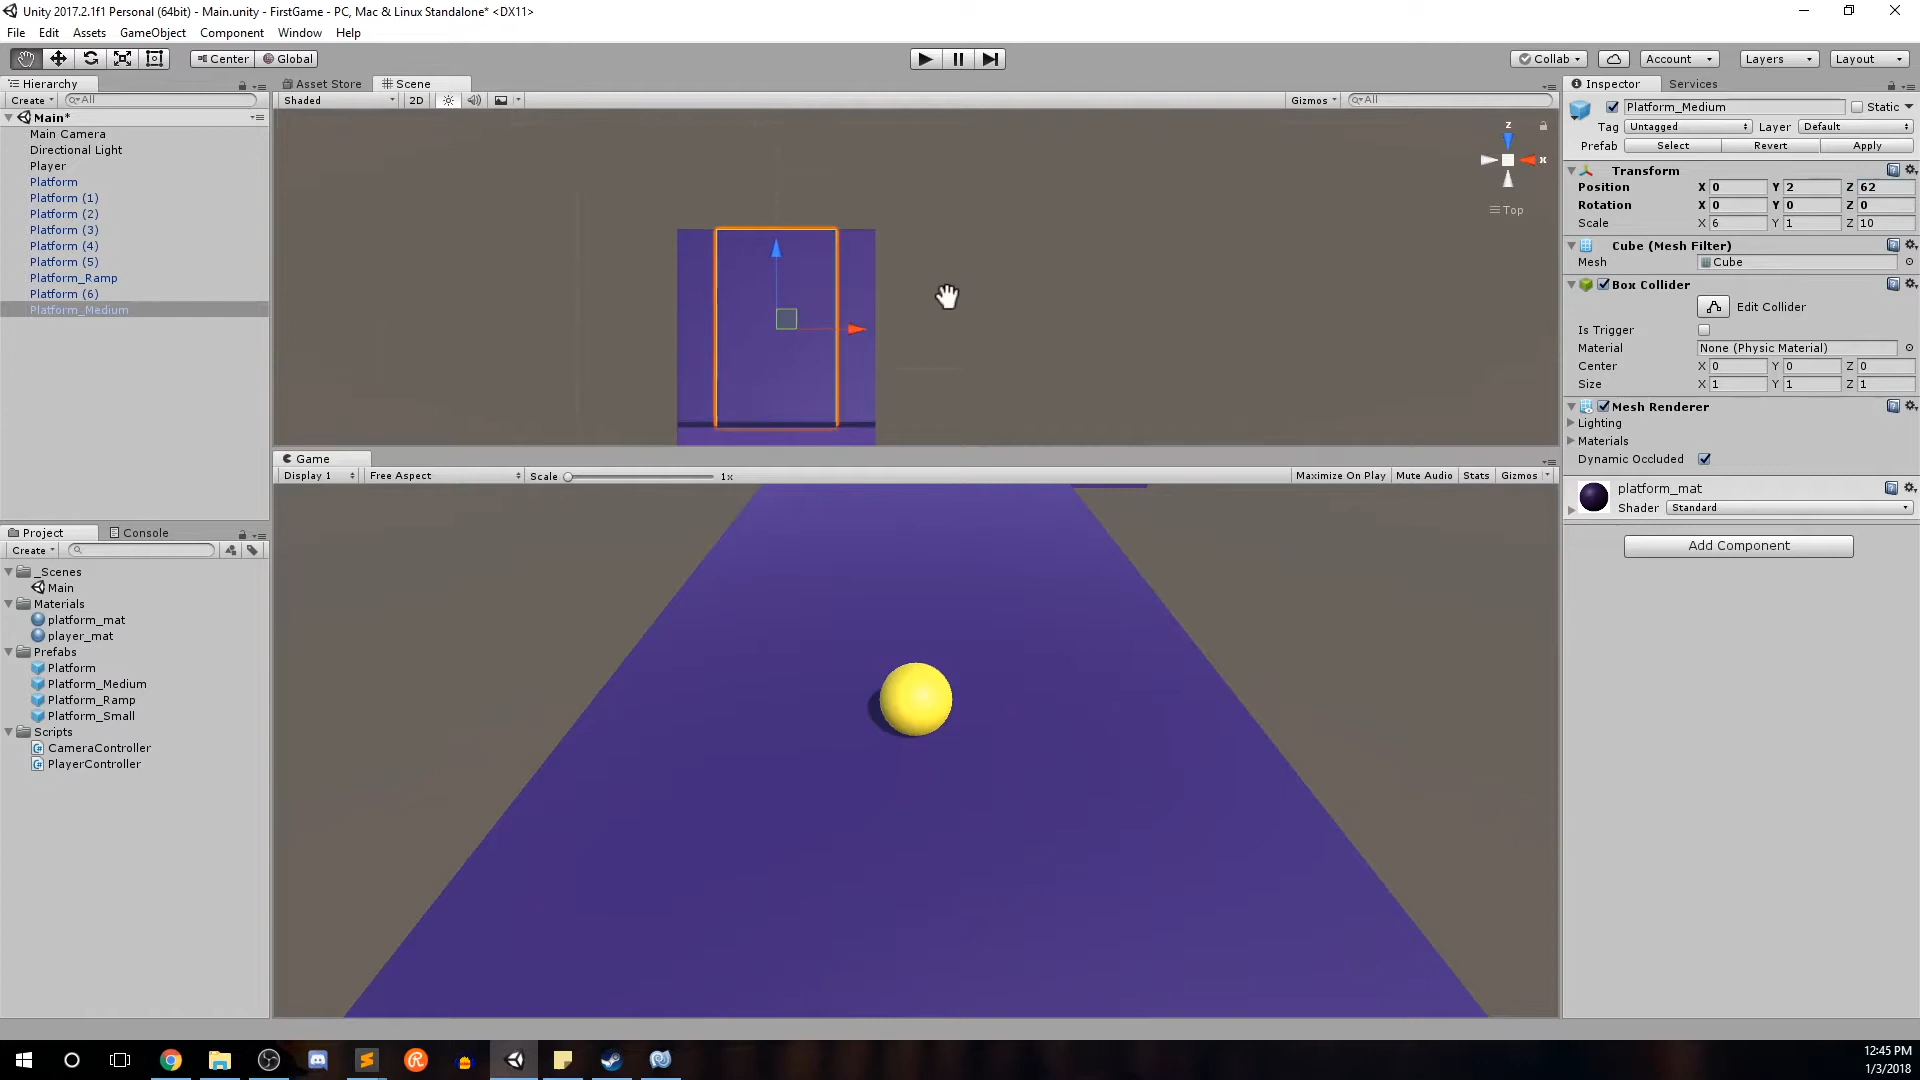 Unity 2017.2.1f1 Personal (64bit) - Main.unity - FirstGame - PC, Mac & Linux Standalone* <DX11>
File Edit Assets GameObject Component Window Help
Center Global Collab Account Layers Layout
Hierarchy
Create All
Main*
Main Camera
Directional Light
Player
Platform
Platform (1)
Platform (2)
Platform (3)
Platform (4)
Platform (5)
Platform_Ramp
Platform (6)
Platform_Medium
Asset Store Scene
Shaded 2D Gizmos All
z
x
Top
Game
Display 1 Free Aspect Scale 1x Maximize On Play Mute Audio Stats Gizmos
Project Console
Create
_Scenes
Main
Materials
platform_mat
player_mat
Prefabs
Platform
Platform_Medium
Platform_Ramp
Platform_Small
Scripts
CameraController
PlayerController
Inspector Services
Platform_Medium Static
Tag Untagged Layer Default
Prefab Select Revert Apply
Transform
Position X 0 Y 2 Z 62
Rotation X 0 Y 0 Z 0
Scale X 6 Y 1 Z 10
Cube (Mesh Filter)
Mesh Cube
Box Collider
Edit Collider
Is Trigger
Material None (Physic Material)
Center X 0 Y 0 Z 0
Size X 1 Y 1 Z 1
Mesh Renderer
Lighting
Materials
Dynamic Occluded
platform_mat
Shader Standard
Add Component
12:45 PM
1/3/2018